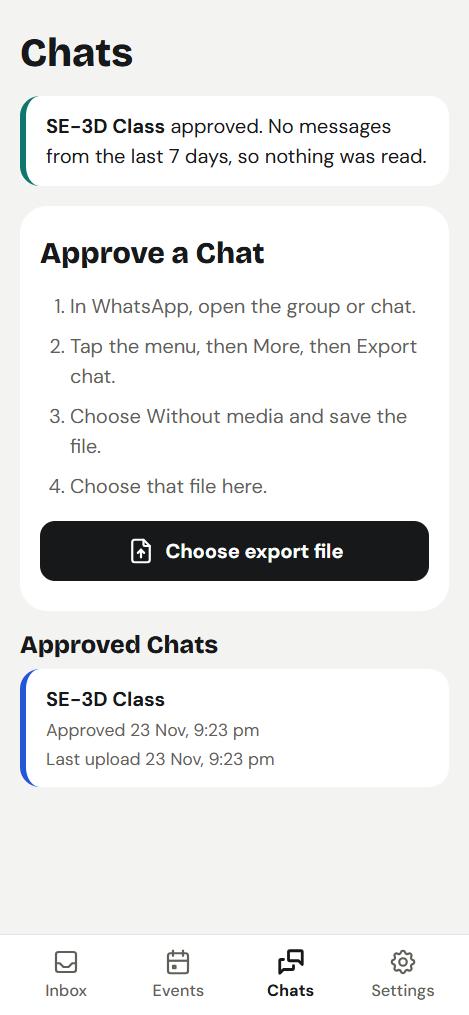 Chats
SE-3D Class approved. No messages
from the last 7 days, so nothing was read.
Approve a Chat
1. In WhatsApp, open the group or chat.
2. Tap the menu, then More, then Export
chat.
3. Choose Without media and save the
file.
4. Choose that file here.
Choose export file
Approved Chats
SE-3D Class
Approved 23 Nov, 9:23 pm
Last upload 23 Nov, 9:23 pm
Inbox
Events
Chats
Settings